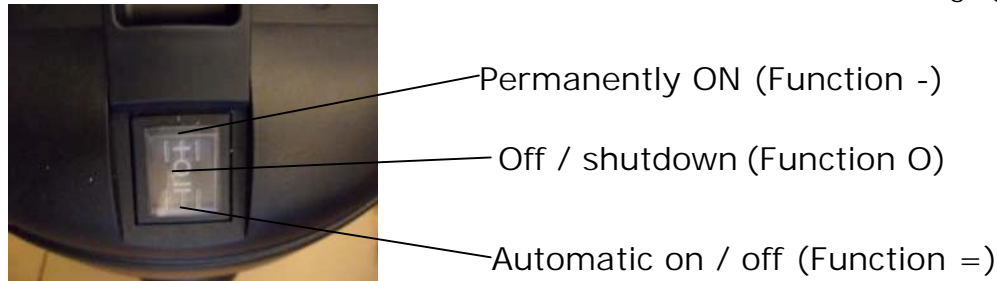 Permanently ON (Function -)
Off / shutdown (Function O)
Automatic on / off (Function =)